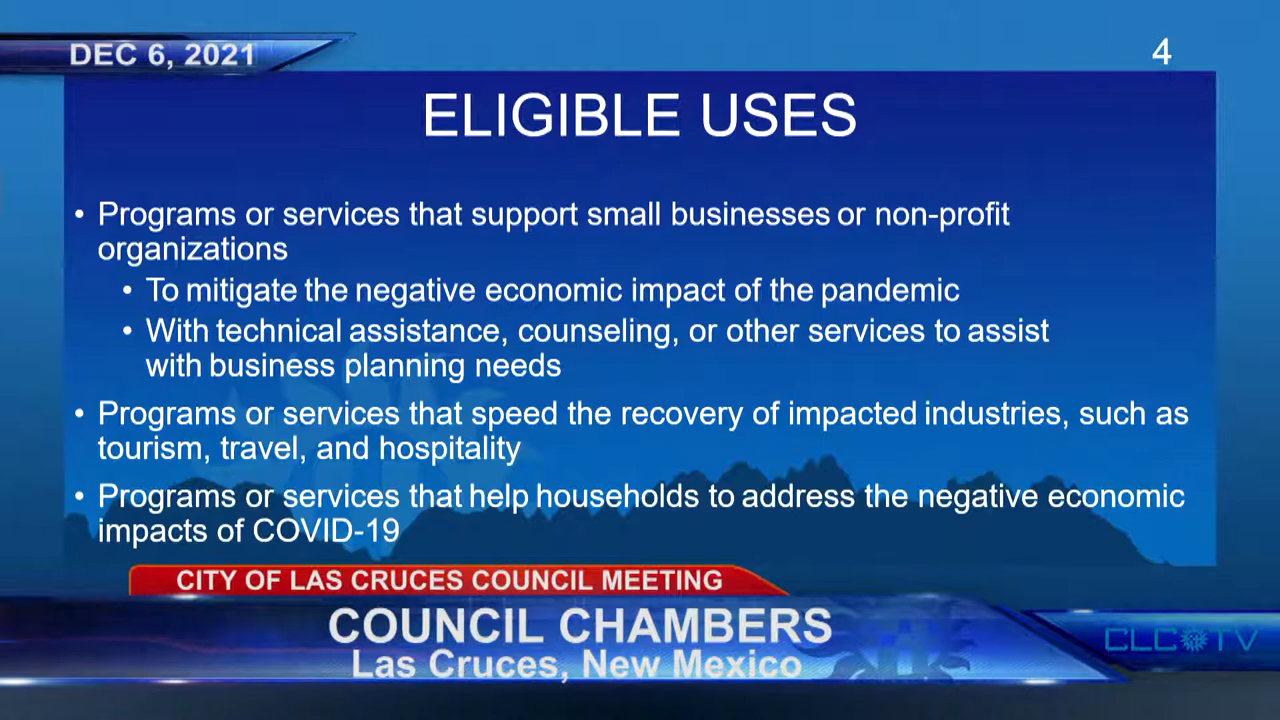 DEC 6, 2021
4
ELIGIBLE USES
• Programs or services that support small businesses or non-profit
organizations
• To mitigate the negative economic impact of the pandemic
• With technical assistance, counseling, or other services to assist
with business planning needs
• Programs or services that speed the recovery of impacted industries, such as
tourism, travel, and hospitality
• Programs or services that help households to address the negative economic
impacts of COVID-19
CITY OF LAS CRUCES COUNCIL MEETING
COUNCIL CHAMBERS
Las Cruces, New Mexico
CLC TV